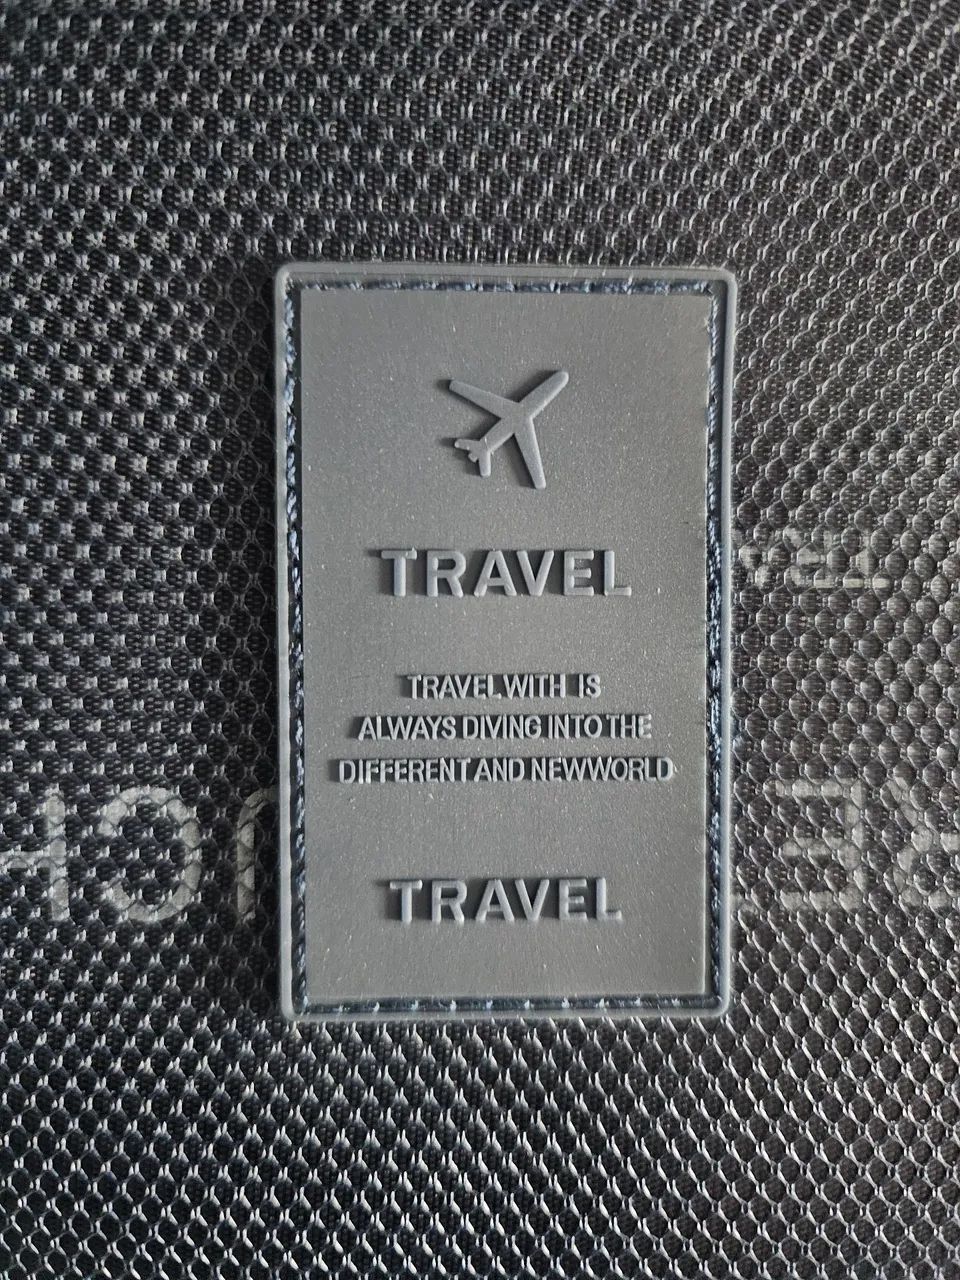 TRAVEL
TRAVEL WITH IS
ALWAYS DIVING INTO THE
DIFFERENT AND NEWWORLD
TRAVEL